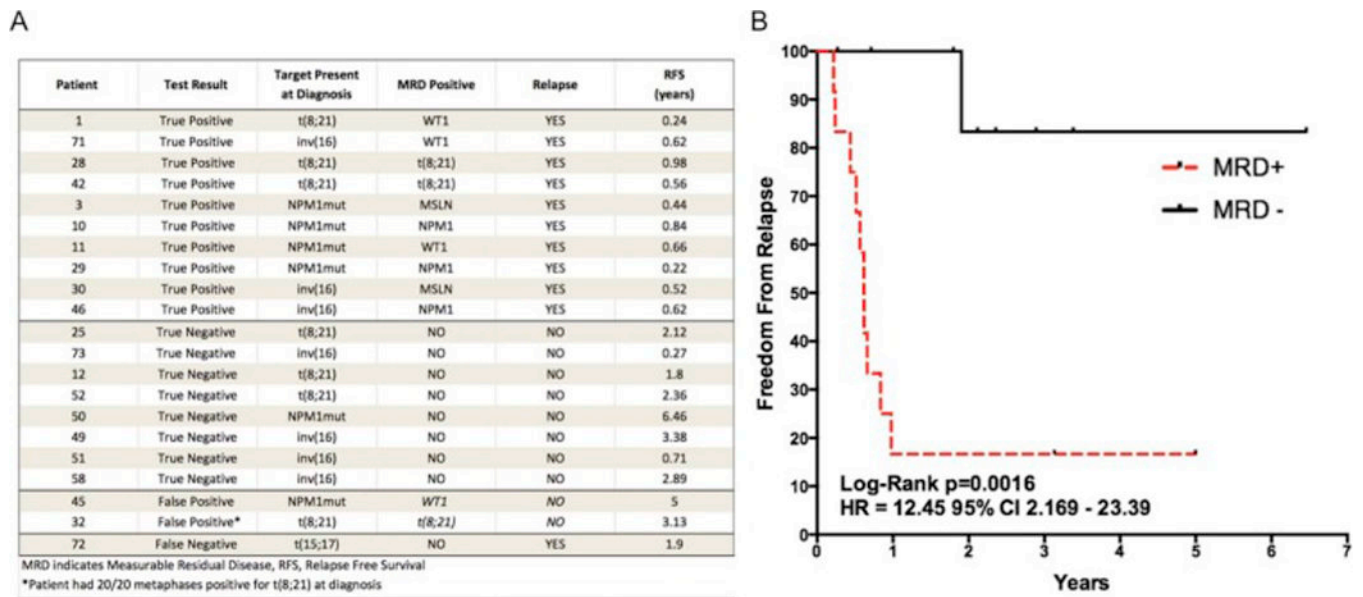 A
Patient Test Result Target Present at Diagnosis MRD Positive Relapse RFS (years)
1 True Positive t(8;21) WT1 YES 0.24
71 True Positive inv(16) WT1 YES 0.62
28 True Positive t(8;21) t(8;21) YES 0.98
42 True Positive t(8;21) t(8;21) YES 0.56
3 True Positive NPM1mut MSLN YES 0.44
10 True Positive NPM1mut NPM1 YES 0.84
11 True Positive NPM1mut WT1 YES 0.66
29 True Positive NPM1mut NPM1 YES 0.22
30 True Positive inv(16) MSLN YES 0.52
46 True Positive inv(16) NPM1 YES 0.62
25 True Negative t(8;21) NO NO 2.12
73 True Negative inv(16) NO NO 0.27
12 True Negative t(8;21) NO NO 1.8
52 True Negative t(8;21) NO NO 2.36
50 True Negative NPM1mut NO NO 6.46
49 True Negative inv(16) NO NO 3.38
51 True Negative inv(16) NO NO 0.71
58 True Negative inv(16) NO NO 2.89
45 False Positive NPM1mut WT1 NO 5
32 False Positive* t(8;21) t(8;21) NO 3.13
72 False Negative t(15;17) NO YES 1.9
MRD indicates Measurable Residual Disease, RFS, Relapse Free Survival
*Patient had 20/20 metaphases positive for t(8;21) at diagnosis
B
Freedom From Relapse
100
90
80
70
60
50
40
30
20
10
0
MRD+
MRD -
Log-Rank p=0.0016
HR = 12.45 95% CI 2.169 - 23.39
0 1 2 3 4 5 6 7
Years